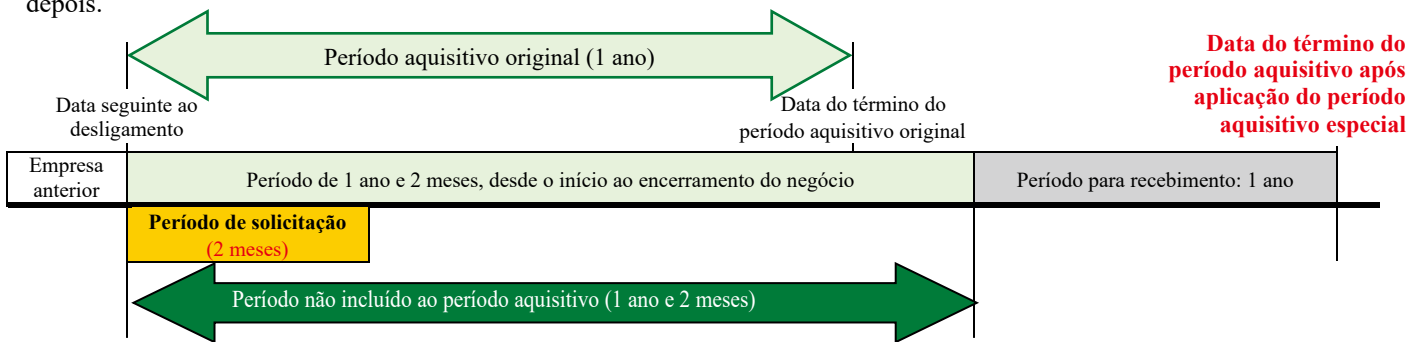 depois.
Período aquisitivo original (1 ano)
Data do término do
período aquisitivo após
aplicação do período
aquisitivo especial
Data seguinte ao
desligamento
Data do término do
período aquisitivo original
Empresa
anterior
Período de 1 ano e 2 meses, desde o início ao encerramento do negócio
Período para recebimento: 1 ano
Período de solicitação
(2 meses)
Período não incluído ao período aquisitivo (1 ano e 2 meses)